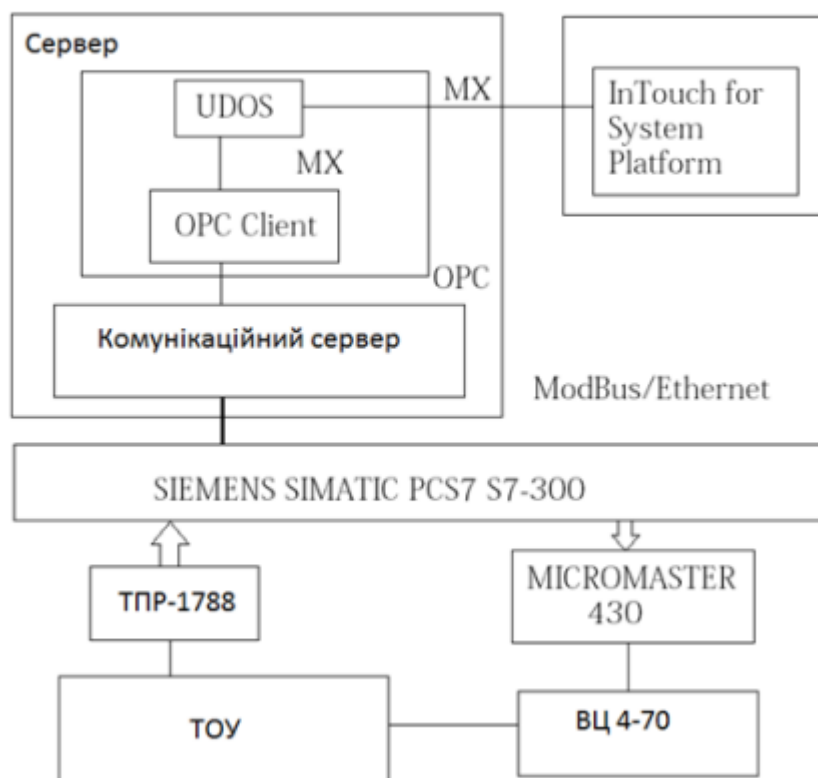 Сервер
UDOS
MX
InTouch for
System
Platform
MX
OPC Client
OPC
Комунікаційний сервер
ModBus/Ethernet
SIEMENS SIMATIC PCS7 S7-300
ТПР-1788
MICROMASTER
430
ТОУ
ВЦ 4-70